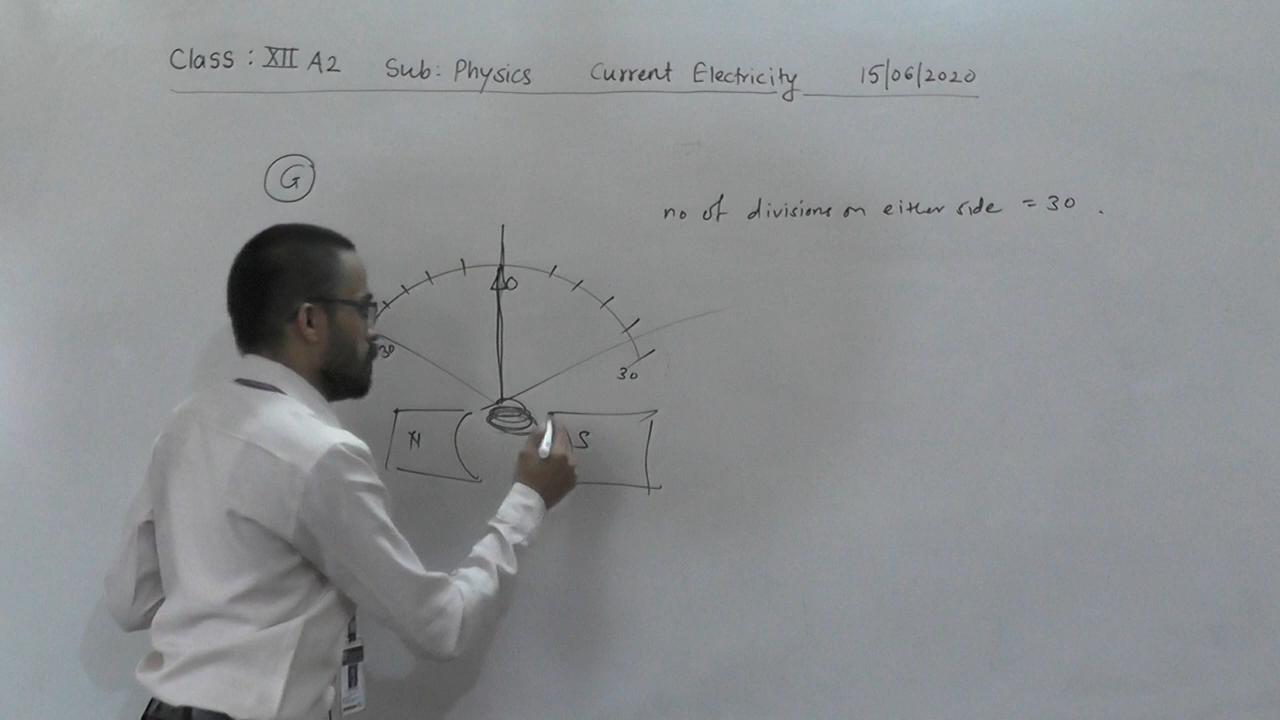 Class : XII A2 Sub: Physics Current Electricity 15/06/2020
G
no of divisions on either side = 30 .
0
30
30
N
S